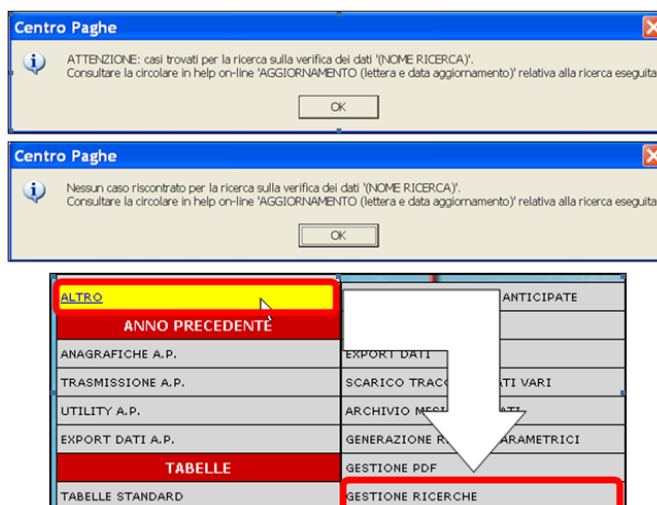 Centro Paghe
ATTENZIONE: casi trovati per la ricerca sulla verifica dei dati '(NOME RICERCA)'.
Consultare la circolare in help on-line 'AGGIORNAMENTO (lettera e data aggiornamento)' relativa alla ricerca eseguita
OK
Centro Paghe
Nessun caso riscontrato per la ricerca sulla verifica dei dati '(NOME RICERCA)'.
Consultare la circolare in help on-line 'AGGIORNAMENTO (lettera e data aggiornamento)' relativa alla ricerca eseguita
OK
ALTRO
ANTICIPATE
ANNO PRECEDENTE
ANAGRAFICHE A.P.
EXPORT DATI
TRASMISSIONE A.P.
SCARICO VARI
UTILITY A.P.
ARCHIVIO
EXPORT DATI A.P.
GENERAZIONE
TABELLE
GESTIONE PDF
TABELLE STANDARD
GESTIONE RICERCHE